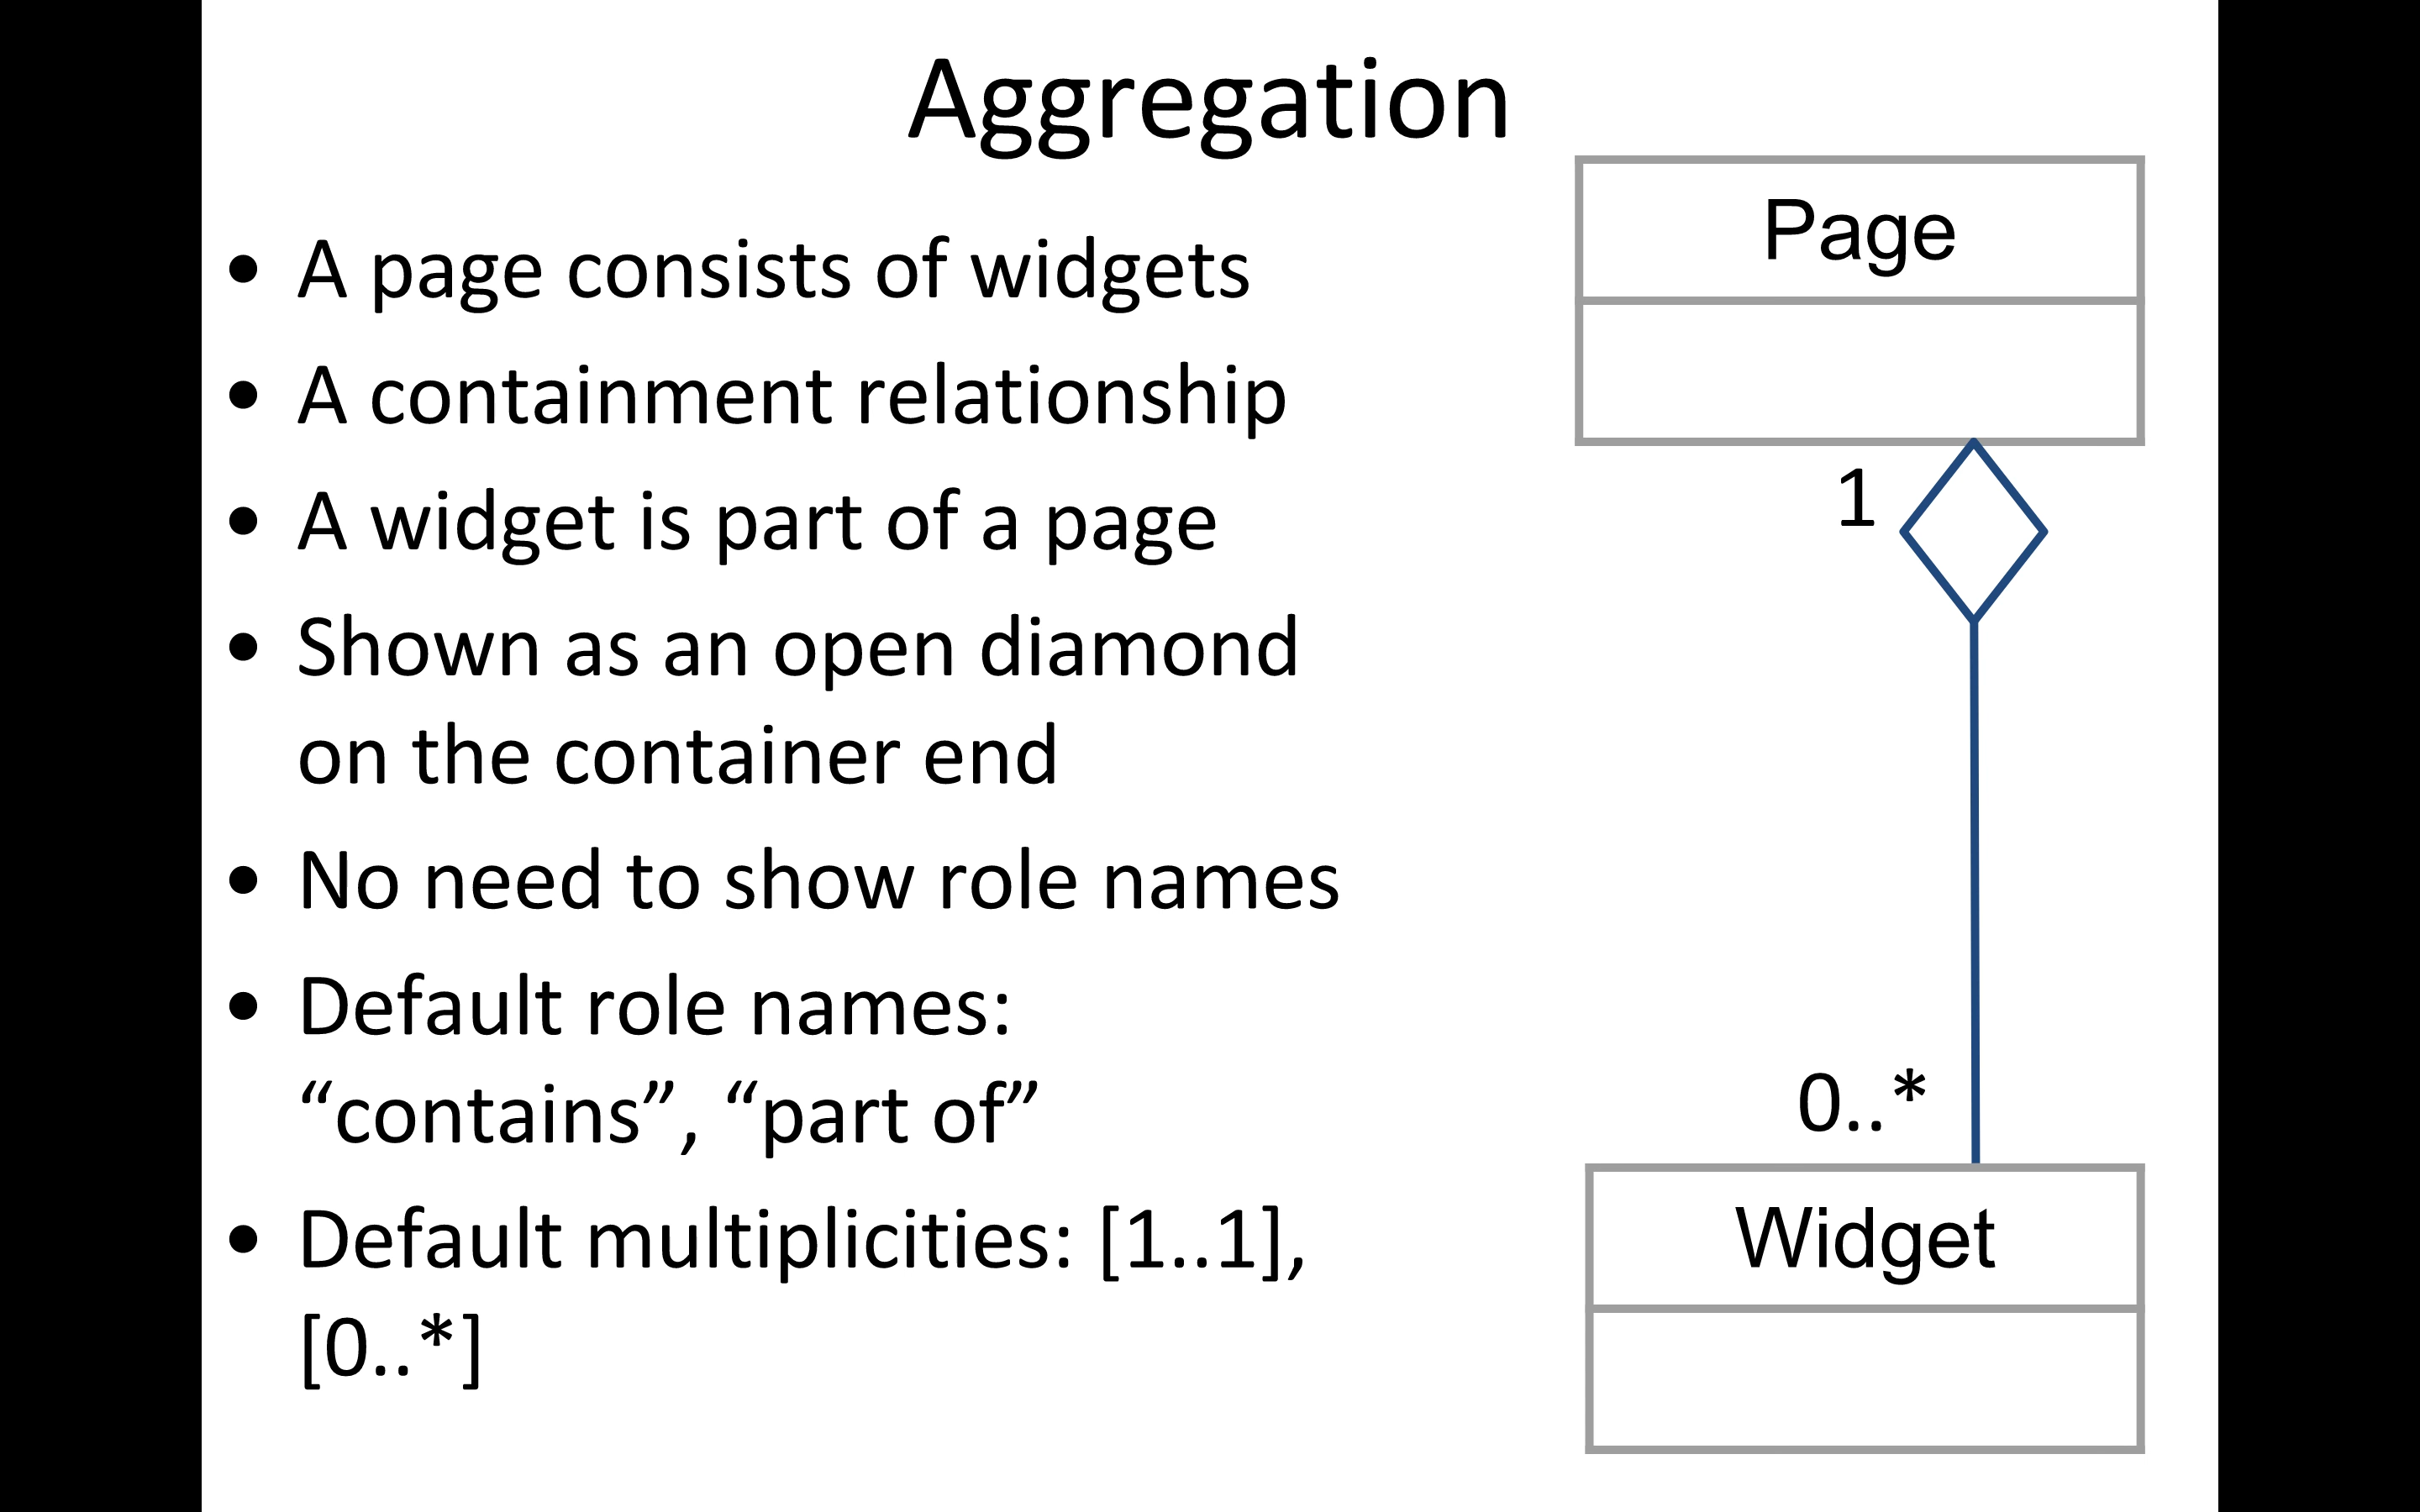 Aggregation
• A page consists of widgets
• A containment relationship
• A widget is part of a page
• Shown as an open diamond
on the container end
• No need to show role names
• Default role names:
“contains”, “part of”
• Default multiplicities: [1..1],
[0..*]
Page
1
0..*
Widget